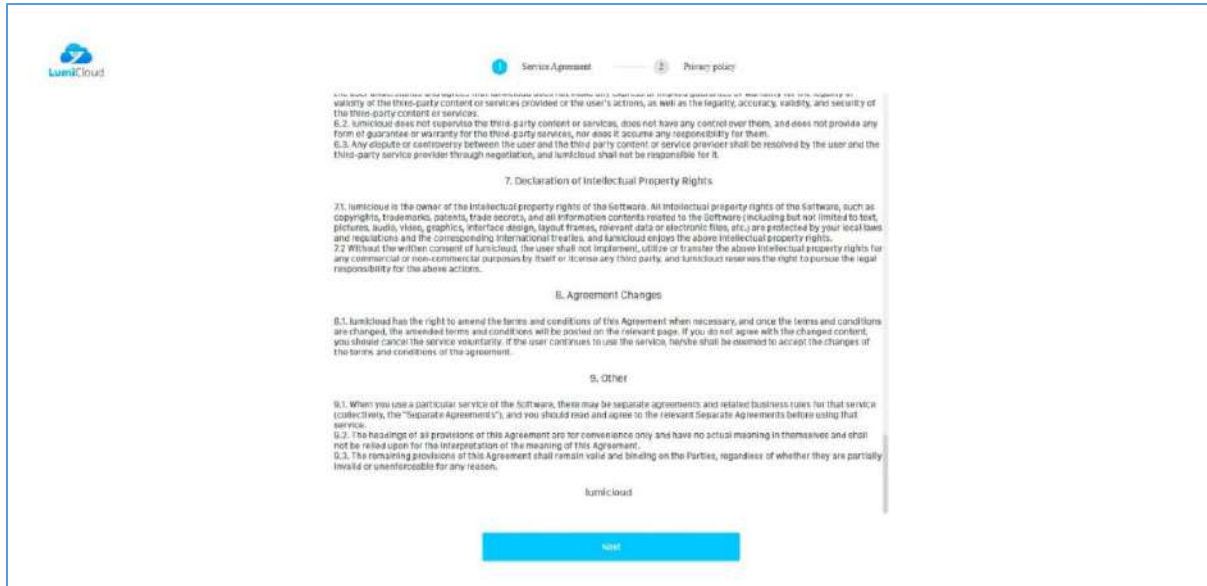 LumiCloud
1 Service Agreement 2 Privacy policy
the user understands and agrees that lumicloud does not make any express or implied guarantee or warranty for the legality or
validity of the third-party content or services provided or the user's actions, as well as the legality, accuracy, validity, and security of
the third-party content or services.
6.2. lumicloud does not supervise the third-party content or services, does not have any control over them, and does not provide any
form of guarantee or warranty for the third-party services, nor does it assume any responsibility for them.
6.3. Any dispute or controversy between the user and the third party content or service provider shall be resolved by the user and the
third-party service provider through negotiation, and lumicloud shall not be responsible for it.
7. Declaration of Intellectual Property Rights
7.1. lumicloud is the owner of the intellectual property rights of the Software. All intellectual property rights of the Software, such as
copyrights, trademarks, patents, trade secrets, and all information contents related to the Software (including but not limited to text,
pictures, audio, video, graphics, interface design, layout frames, relevant data or electronic files, etc.) are protected by your local laws
and regulations and the corresponding international treaties, and lumicloud enjoys the above intellectual property rights.
7.2 Without the written consent of lumicloud, the user shall not implement, utilize or transfer the above intellectual property rights for
any commercial or non-commercial purposes by itself or license any third party, and lumicloud reserves the right to pursue the legal
responsibility for the above actions.
8. Agreement Changes
8.1. lumicloud has the right to amend the terms and conditions of this Agreement when necessary, and once the terms and conditions
are changed, the amended terms and conditions will be posted on the relevant page. If you do not agree with the changed content,
you should cancel the service voluntarily. If the user continues to use the service, he/she shall be deemed to accept the changes of
the terms and conditions of the agreement.
9. Other
9.1. When you use a particular service of the Software, there may be separate agreements and related business rules for that service
(collectively, the "Separate Agreements"), and you should read and agree to the relevant Separate Agreements before using that
service.
9.2. The headings of all provisions of this Agreement are for convenience only and have no actual meaning in themselves and shall
not be relied upon for the interpretation of the meaning of this Agreement.
9.3. The remaining provisions of this Agreement shall remain valid and binding on the Parties, regardless of whether they are partially
invalid or unenforceable for any reason.
lumicloud
Next